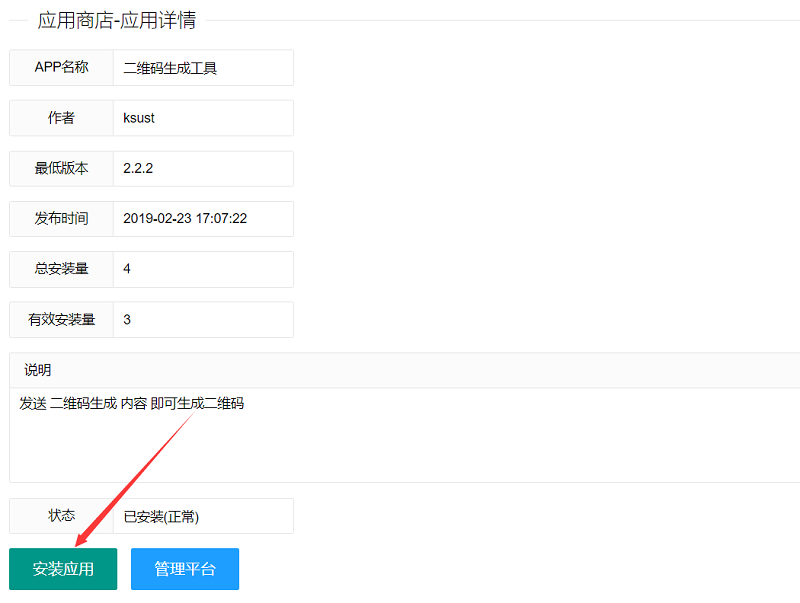 应用商店-应用详情
APP名称 二维码生成工具
作者 ksust
最低版本 2.2.2
发布时间 2019-02-23 17:07:22
总安装量 4
有效安装量 3
说明
发送 二维码生成 内容 即可生成二维码
状态 已安装(正常)
安装应用 管理平台